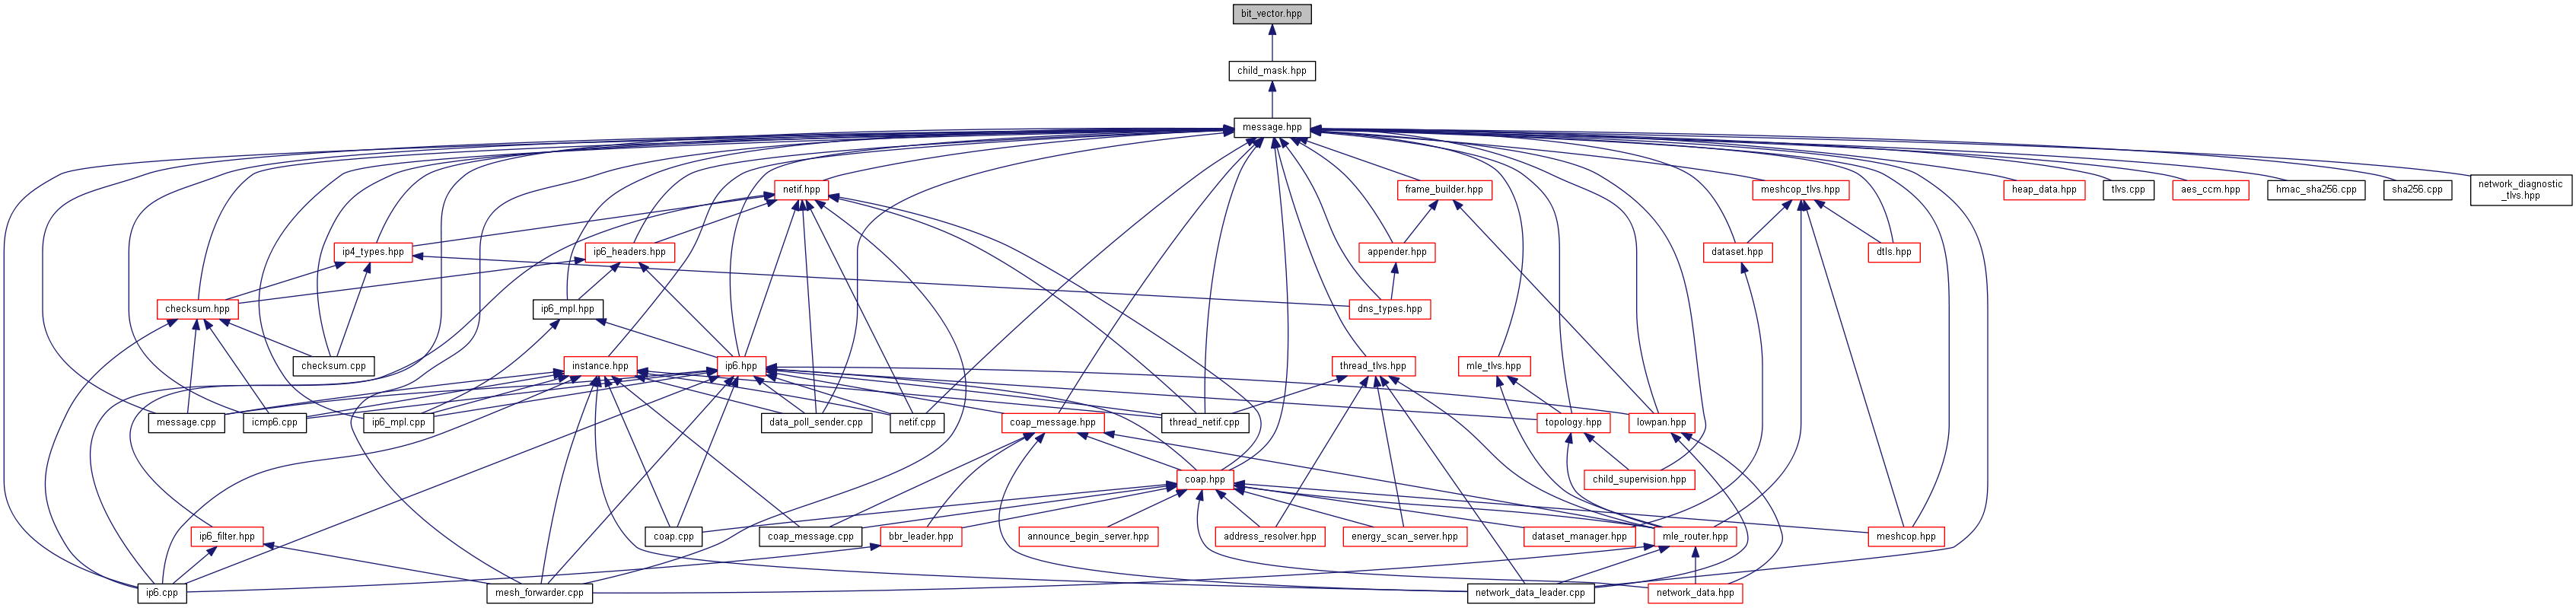 bit_vector.hpp
child_mask.hpp
message.hpp
netif.hpp
frame_builder.hpp
meshcop_tlvs.hpp
heap_data.hpp
tlvs.cpp
aes_ccm.hpp
hmac_sha256.cpp
sha256.cpp
network_diagnostic
_tlvs.hpp
ip4_types.hpp
ip6_headers.hpp
appender.hpp
dataset.hpp
dtls.hpp
checksum.hpp
ip6_mpl.hpp
dns_types.hpp
checksum.cpp
instance.hpp
ip6.hpp
thread_tlvs.hpp
mle_tlvs.hpp
message.cpp
icmp6.cpp
ip6_mpl.cpp
data_poll_sender.cpp
netif.cpp
coap_message.hpp
thread_netif.cpp
topology.hpp
lowpan.hpp
coap.hpp
child_supervision.hpp
ip6_filter.hpp
coap.cpp
coap_message.cpp
bbr_leader.hpp
announce_begin_server.hpp
address_resolver.hpp
energy_scan_server.hpp
dataset_manager.hpp
mle_router.hpp
meshcop.hpp
ip6.cpp
mesh_forwarder.cpp
network_data_leader.cpp
network_data.hpp